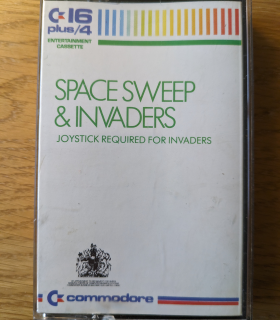 C16
plus/4
ENTERTAINMENT
CASSETTE
SPACE SWEEP
& INVADERS
JOYSTICK REQUIRED FOR INVADERS
commodore